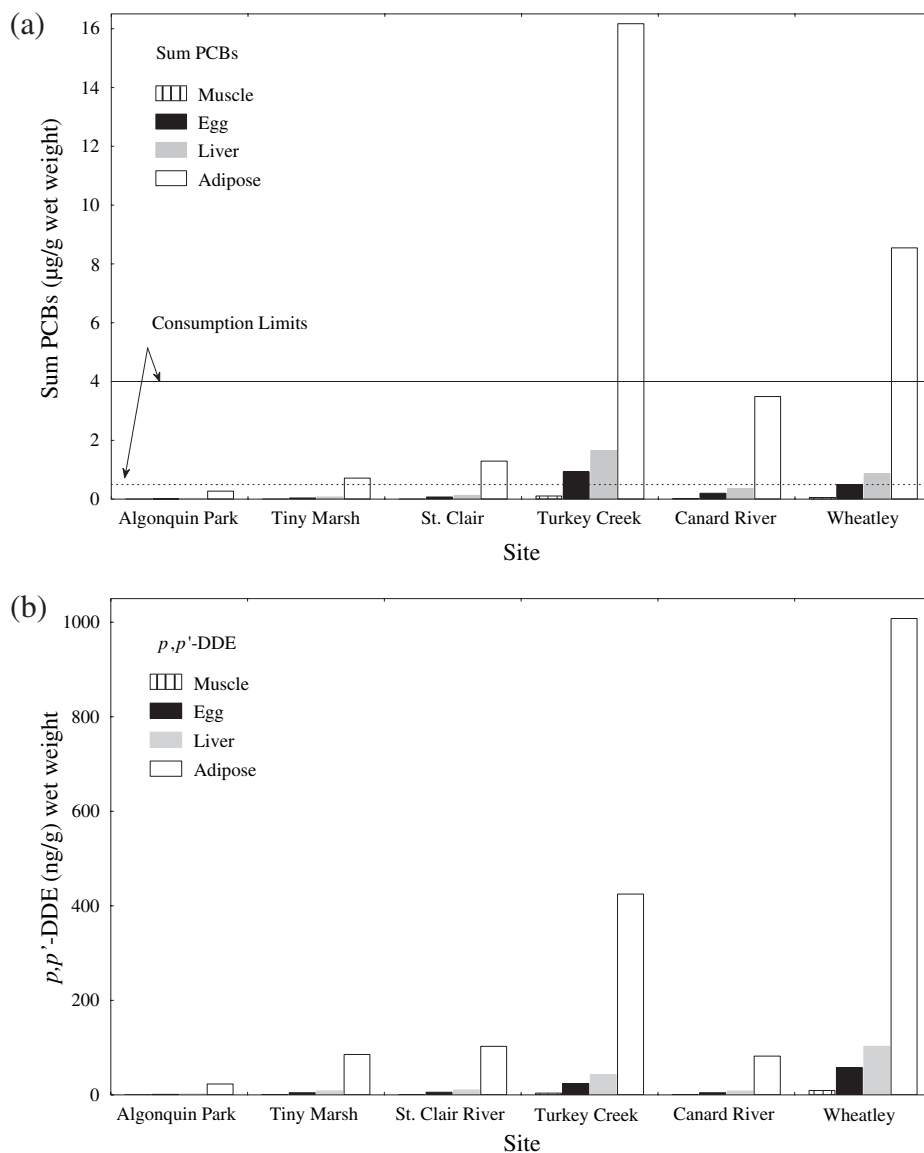 (a)
Sum PCBs
Muscle
Egg
Liver
Adipose
Consumption Limits
Sum PCBs (µg/g wet weight)
16
14
12
10
8
6
4
2
0
Algonquin Park Tiny Marsh St. Clair Turkey Creek Canard River Wheatley
Site
(b)
p,p'-DDE
Muscle
Egg
Liver
Adipose
p,p'-DDE (ng/g) wet weight
1000
800
600
400
200
0
Algonquin Park Tiny Marsh St. Clair River Turkey Creek Canard River Wheatley
Site